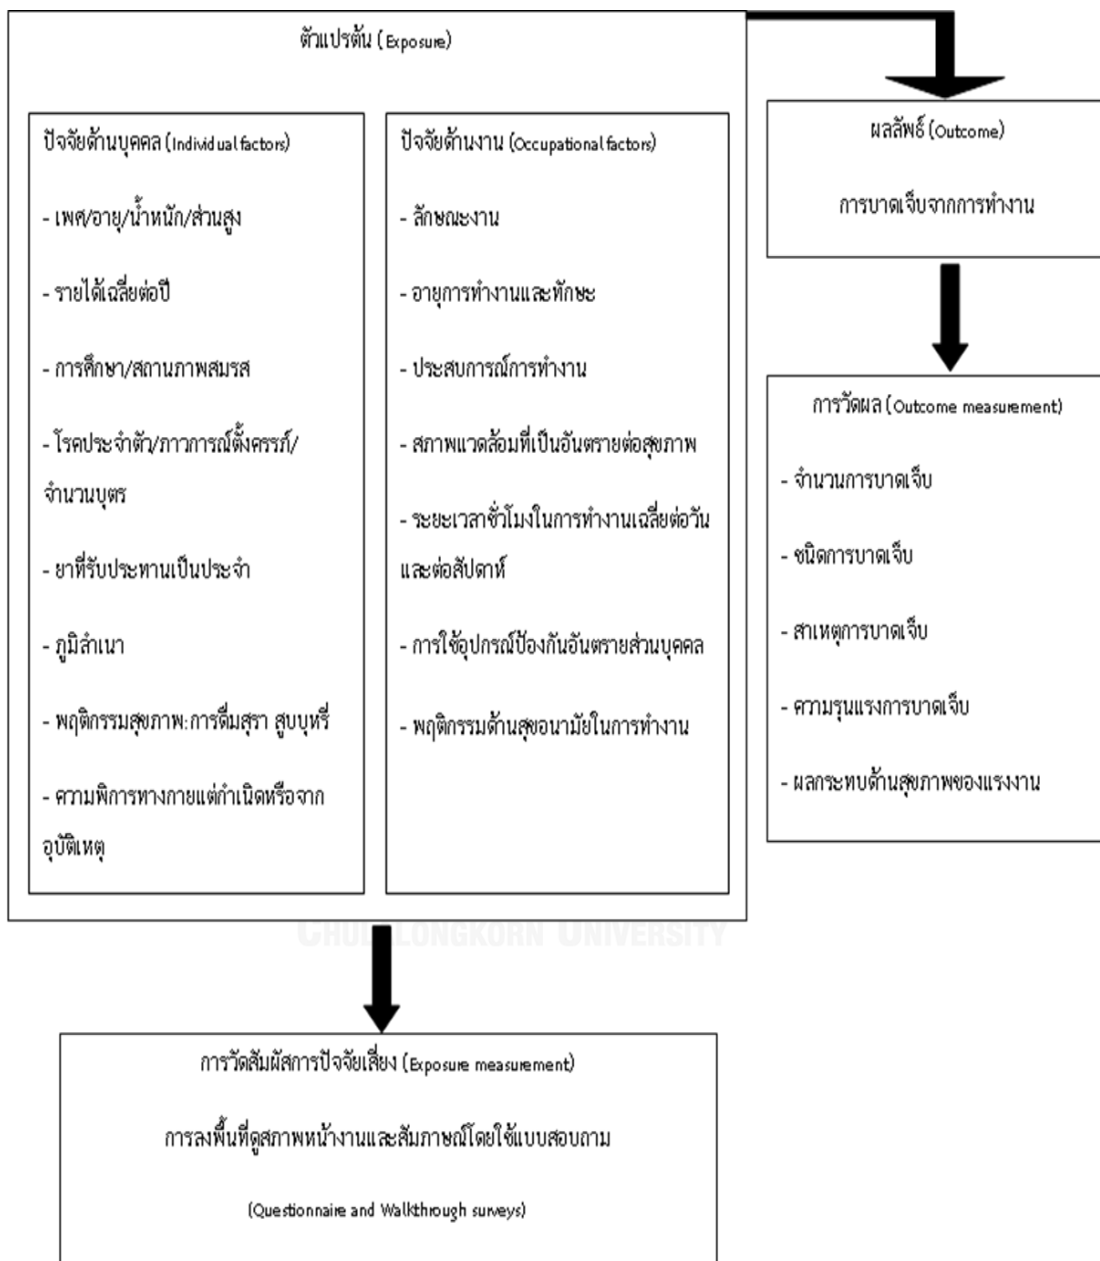 ตัวแปรต้น (Exposure)
ปัจจัยด้านบุคคล (Individual factors)
- เพศ/อายุ/น้ำหนัก/ส่วนสูง
- รายได้เฉลี่ยต่อปี
- การศึกษา/สถานภาพสมรส
- โรคประจำตัว/ภาวการณ์ตั้งครรภ์/
จำนวนบุตร
- ยาที่รับประทานเป็นประจำ
- ภูมิลำเนา
- พฤติกรรมสุขภาพ:การดื่มสุรา สูบบุหรี่
- ความพิการทางกายแต่กำเนิดหรือจาก
อุบัติเหตุ
ปัจจัยด้านงาน (Occupational factors)
- ลักษณะงาน
- อายุการทำงานและทักษะ
- ประสบการณ์การทำงาน
- สภาพแวดล้อมที่เป็นอันตรายต่อสุขภาพ
- ระยะเวลาชั่วโมงในการทำงานเฉลี่ยต่อวัน
และต่อสัปดาห์
- การใช้อุปกรณ์ป้องกันอันตรายส่วนบุคคล
- พฤติกรรมด้านสุขอนามัยในการทำงาน
ผลลัพธ์ (Outcome)
การบาดเจ็บจากการทำงาน
การวัดผล (Outcome measurement)
- จำนวนการบาดเจ็บ
- ชนิดการบาดเจ็บ
- สาเหตุการบาดเจ็บ
- ความรุนแรงการบาดเจ็บ
- ผลกระทบด้านสุขภาพของแรงงาน
CHULALONGKORN UNIVERSITY
การวัดสัมผัสการปัจจัยเสี่ยง (Exposure measurement)
การลงพื้นที่ดูสภาพหน้างานและสัมภาษณ์โดยใช้แบบสอบถาม
(Questionnaire and Walkthrough surveys)